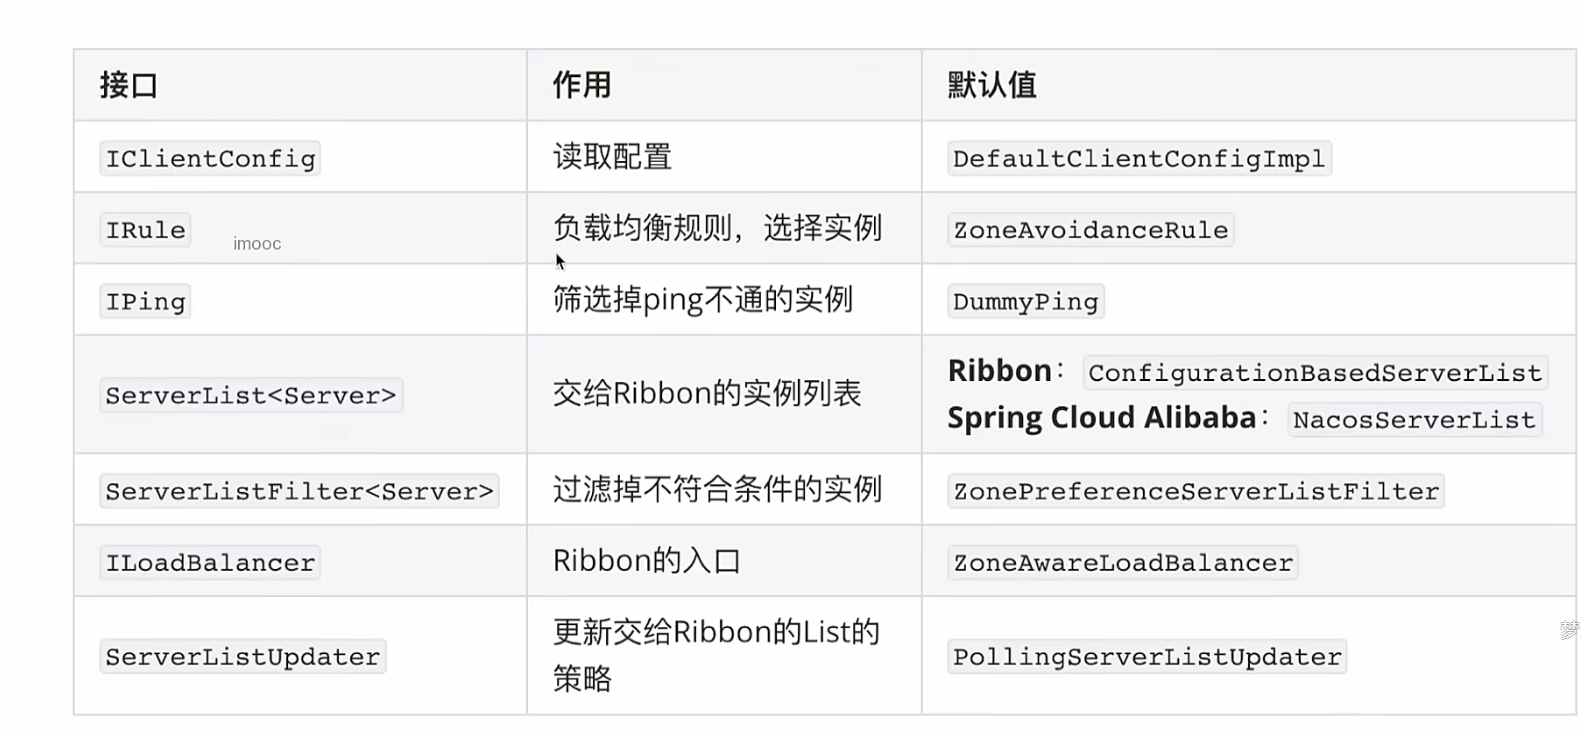 接口 作用 默认值
IClientConfig 读取配置 DefaultClientConfigImpl
IRule 负载均衡规则，选择实例 ZoneAvoidanceRule
imooc
IPing 筛选掉ping不通的实例 DummyPing
ServerList<Server> 交给Ribbon的实例列表 Ribbon： ConfigurationBasedServerList
Spring Cloud Alibaba： NacosServerList
ServerListFilter<Server> 过滤掉不符合条件的实例 ZonePreferenceServerListFilter
ILoadBalancer Ribbon的入口 ZoneAwareLoadBalancer
ServerListUpdater 更新交给Ribbon的List的 PollingServerListUpdater
策略
梦